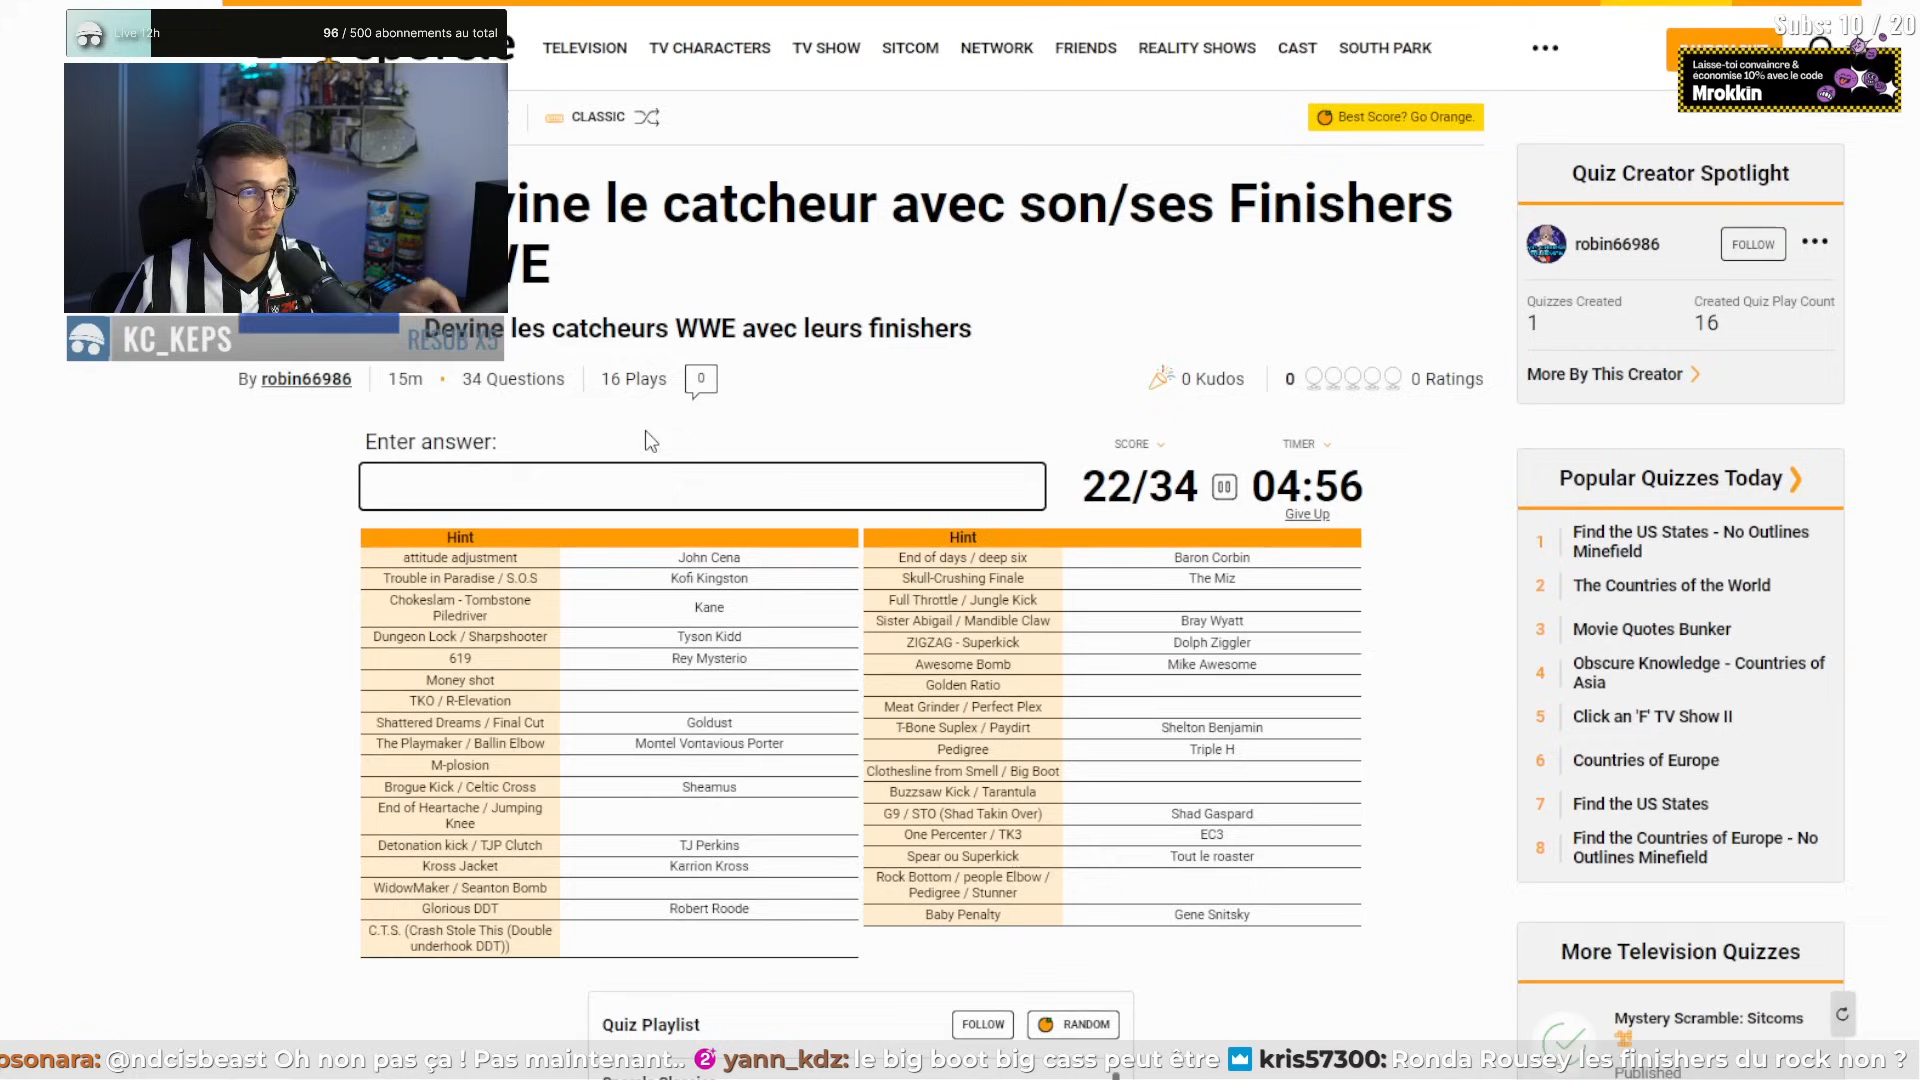 Live 12h
96 / 500 abonnements au total
TELEVISION
TV CHARACTERS
TV SHOW
SITCOM
NETWORK
FRIENDS
REALITY SHOWS
CAST
SOUTH PARK
Subs: 10 / 20
Laisse-toi convaincre &
économise 10% avec le code
Mrokkin
CLASSIC
Best Score? Go Orange.
vine le catcheur avec son/ses Finishers
WE
KC_KEPS
RESUB X5
Devine les catcheurs WWE avec leurs finishers
By robin66986
15m
34 Questions
16 Plays
0
0 Kudos
0
0 Ratings
Enter answer:
SCORE
TIMER
22/34
04:56
Give Up
Hint
attitude adjustment John Cena
Trouble in Paradise / S.O.S Kofi Kingston
Chokeslam - Tombstone
Piledriver
Kane
Dungeon Lock / Sharpshooter Tyson Kidd
619 Rey Mysterio
Money shot
TKO / R-Elevation
Shattered Dreams / Final Cut Goldust
The Playmaker / Ballin Elbow Montel Vontavious Porter
M-plosion
Brogue Kick / Celtic Cross Sheamus
End of Heartache / Jumping
Knee
Detonation kick / TJP Clutch TJ Perkins
Kross Jacket Karrion Kross
WidowMaker / Seanton Bomb
Glorious DDT Robert Roode
C.T.S. (Crash Stole This (Double
underhook DDT))
Hint
End of days / deep six Baron Corbin
Skull-Crushing Finale The Miz
Full Throttle / Jungle Kick
Sister Abigail / Mandible Claw Bray Wyatt
ZIGZAG - Superkick Dolph Ziggler
Awesome Bomb Mike Awesome
Golden Ratio
Meat Grinder / Perfect Plex
T-Bone Suplex / Paydirt Shelton Benjamin
Pedigree Triple H
Clothesline from Smell / Big Boot
Buzzsaw Kick / Tarantula
G9 / STO (Shad Takin Over) Shad Gaspard
One Percenter / TK3 EC3
Spear ou Superkick Tout le roaster
Rock Bottom / people Elbow /
Pedigree / Stunner
Baby Penalty Gene Snitsky
Quiz Playlist
FOLLOW
RANDOM
Quiz Creator Spotlight
robin66986
FOLLOW
Quizzes Created
1
Created Quiz Play Count
16
More By This Creator
Popular Quizzes Today
1 Find the US States - No Outlines
Minefield
2 The Countries of the World
3 Movie Quotes Bunker
4 Obscure Knowledge - Countries of
Asia
5 Click an 'F' TV Show II
6 Countries of Europe
7 Find the US States
8 Find the Countries of Europe - No
Outlines Minefield
More Television Quizzes
Mystery Scramble: Sitcoms
Published
osonara: @ndcisbeast Oh non pas ça ! Pas maintenant... yann_kdz: le big boot big cass peut être kris57300: Ronda Rousey les finishers du rock non ?